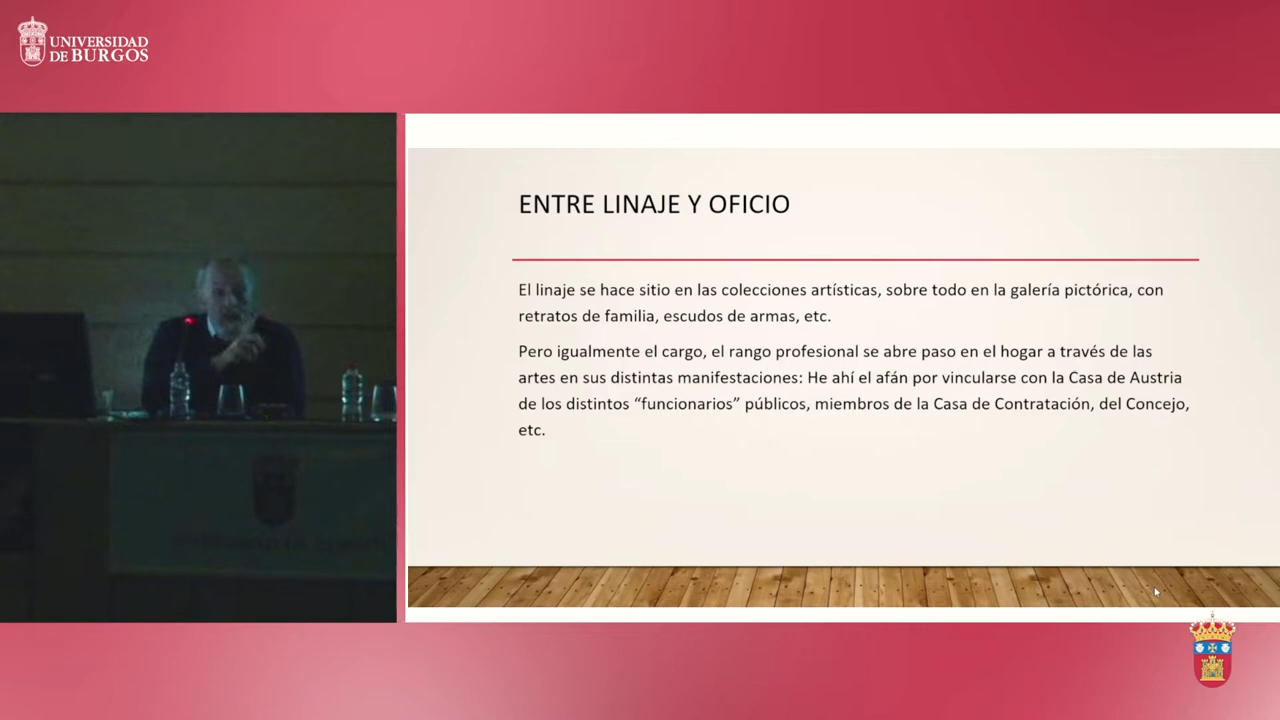 UNIVERSIDAD
DE BURGOS
ENTRE LINAJE Y OFICIO
El linaje se hace sitio en las colecciones artísticas, sobre todo en la galería pictórica, con
retratos de familia, escudos de armas, etc.
Pero igualmente el cargo, el rango profesional se abre paso en el hogar a través de las
artes en sus distintas manifestaciones: He ahí el afán por vincularse con la Casa de Austria
de los distintos “funcionarios” públicos, miembros de la Casa de Contratación, del Concejo,
etc.